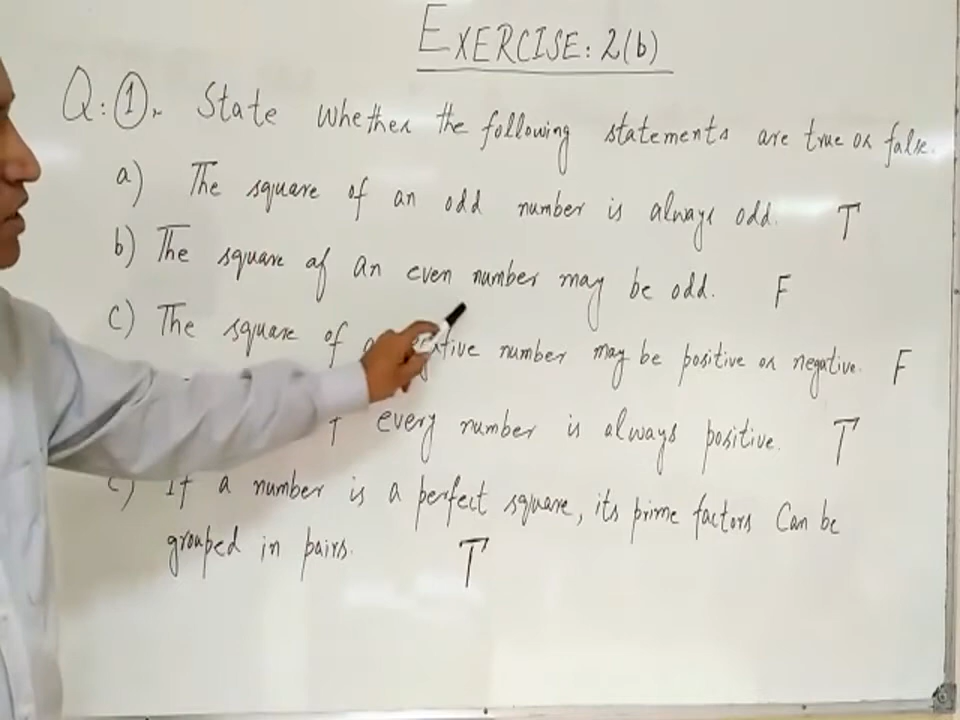 EXERCISE: 2(b)
Q: 1. State whether the following statements are true or false.
a) The square of an odd number is always odd. T
b) The square of an even number may be odd. F
c) The square of number may be positive or negative. F
every number is always positive. T
If a number is a perfect square, its prime factors can be
grouped in pairs. T